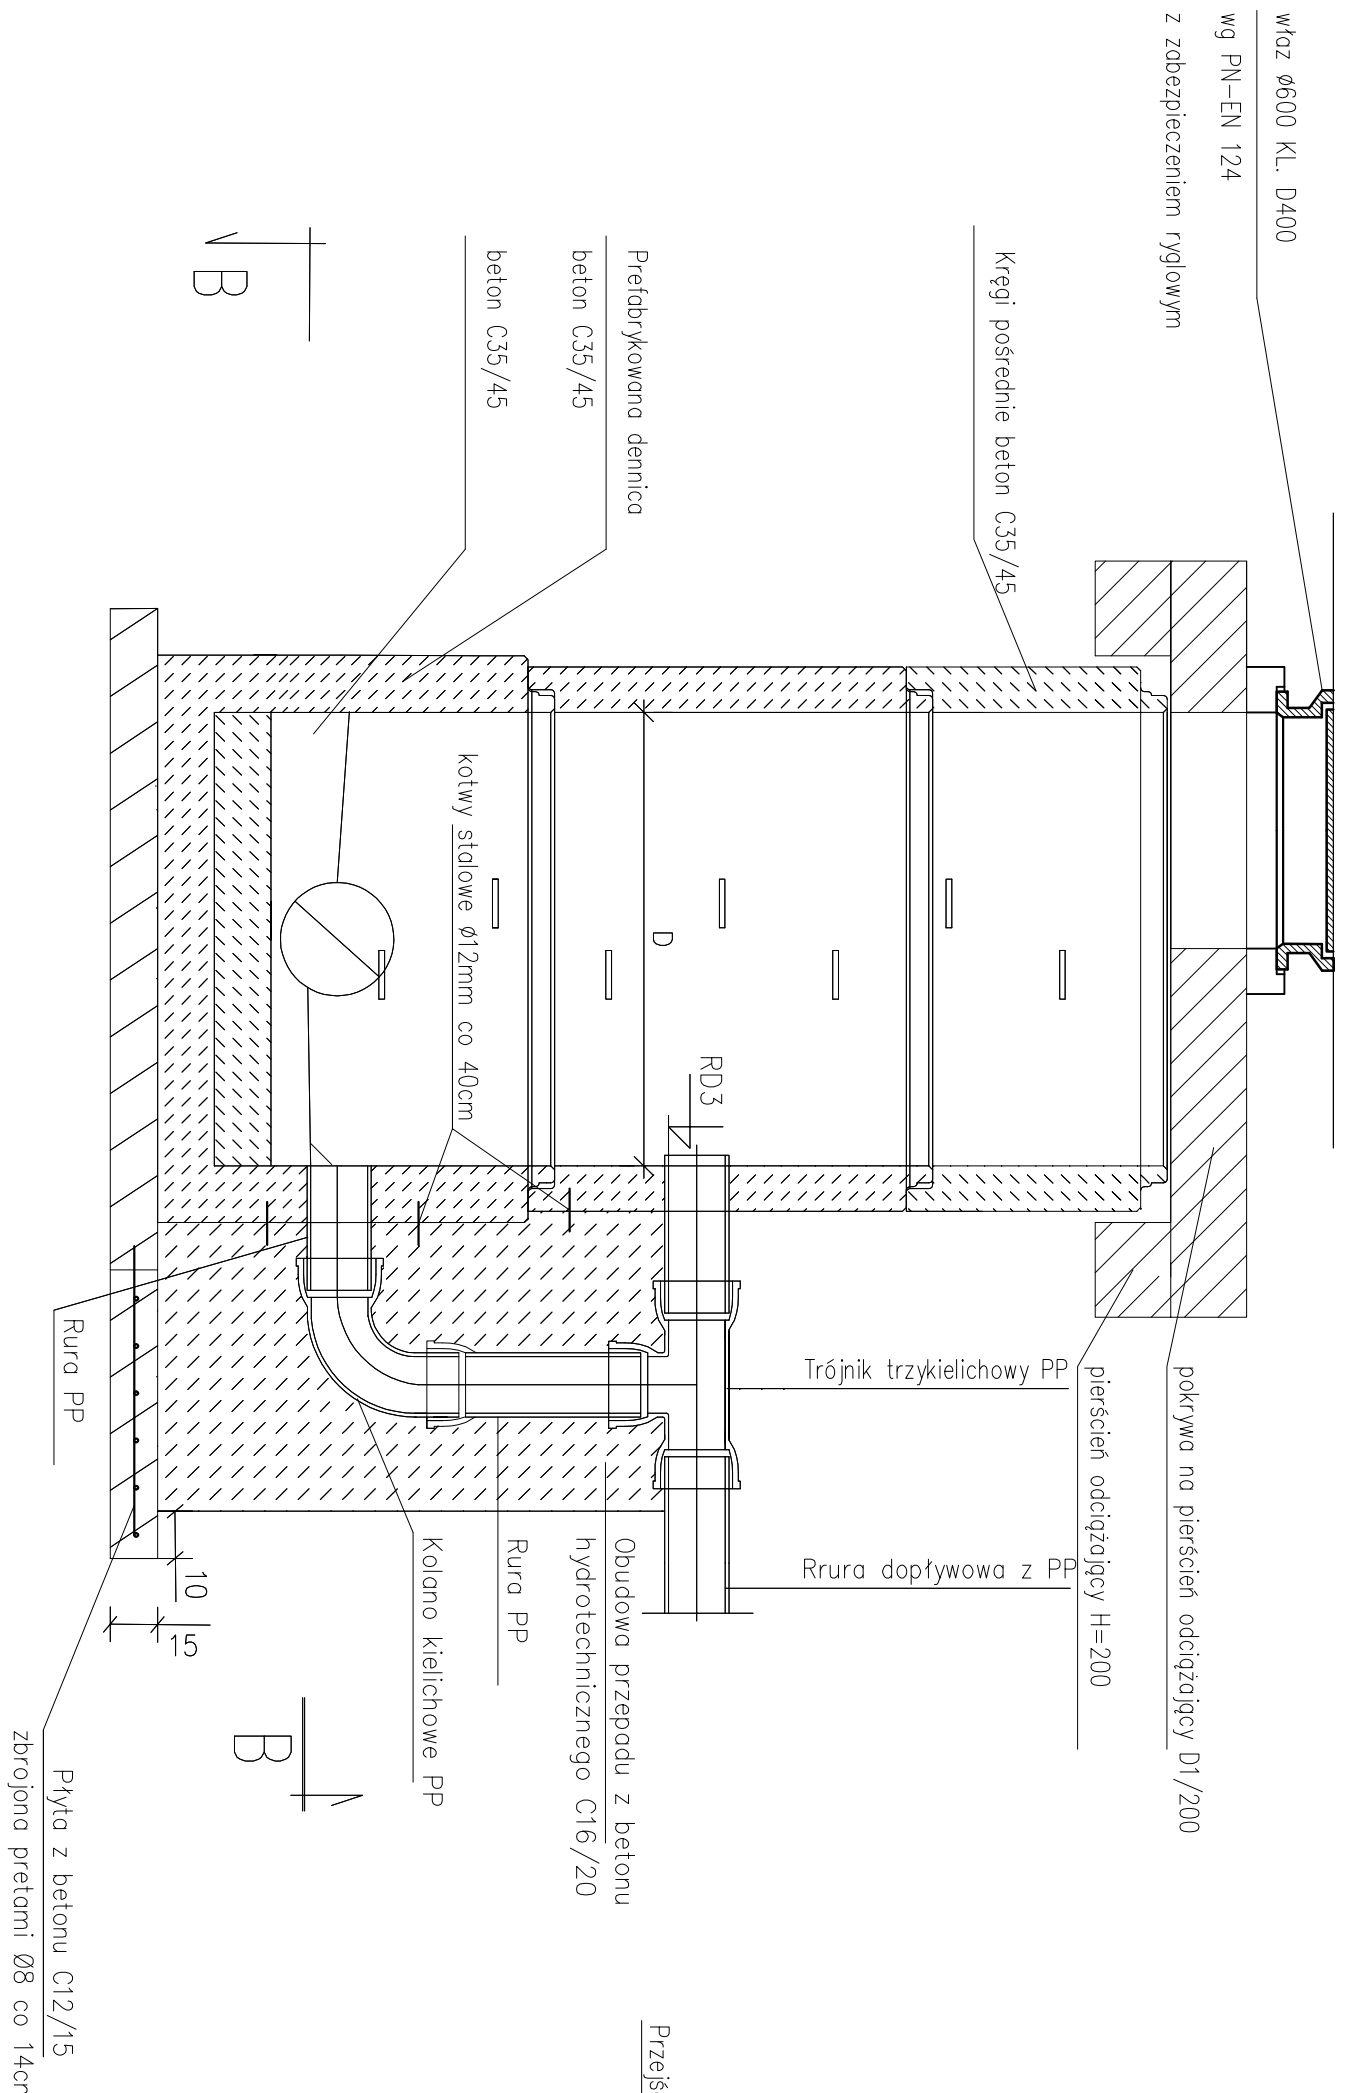 właz Ø600 KL. D400
wg PN-EN 124
z zabezpieczeniem ryglowym
Kręgi pośrednie beton C35/45
Prefabrykowana dennica
beton C35/45
beton C35/45
B
kotwy stalowe Ø12mm co 40cm
D
RD3
Trójnik trzykielichowy PP
Rrura dopływowa z PP
pokrywa na pierścień odciążający D1/200
pierścień odciążający H=200
Obudowa przepadu z betonu
hydrotechnicznego C16/20
Rura PP
Kolano kielichowe PP
Rura PP
10
15
B
Płyta z betonu C12/15
zbrojona pretami Ø8 co 14cm